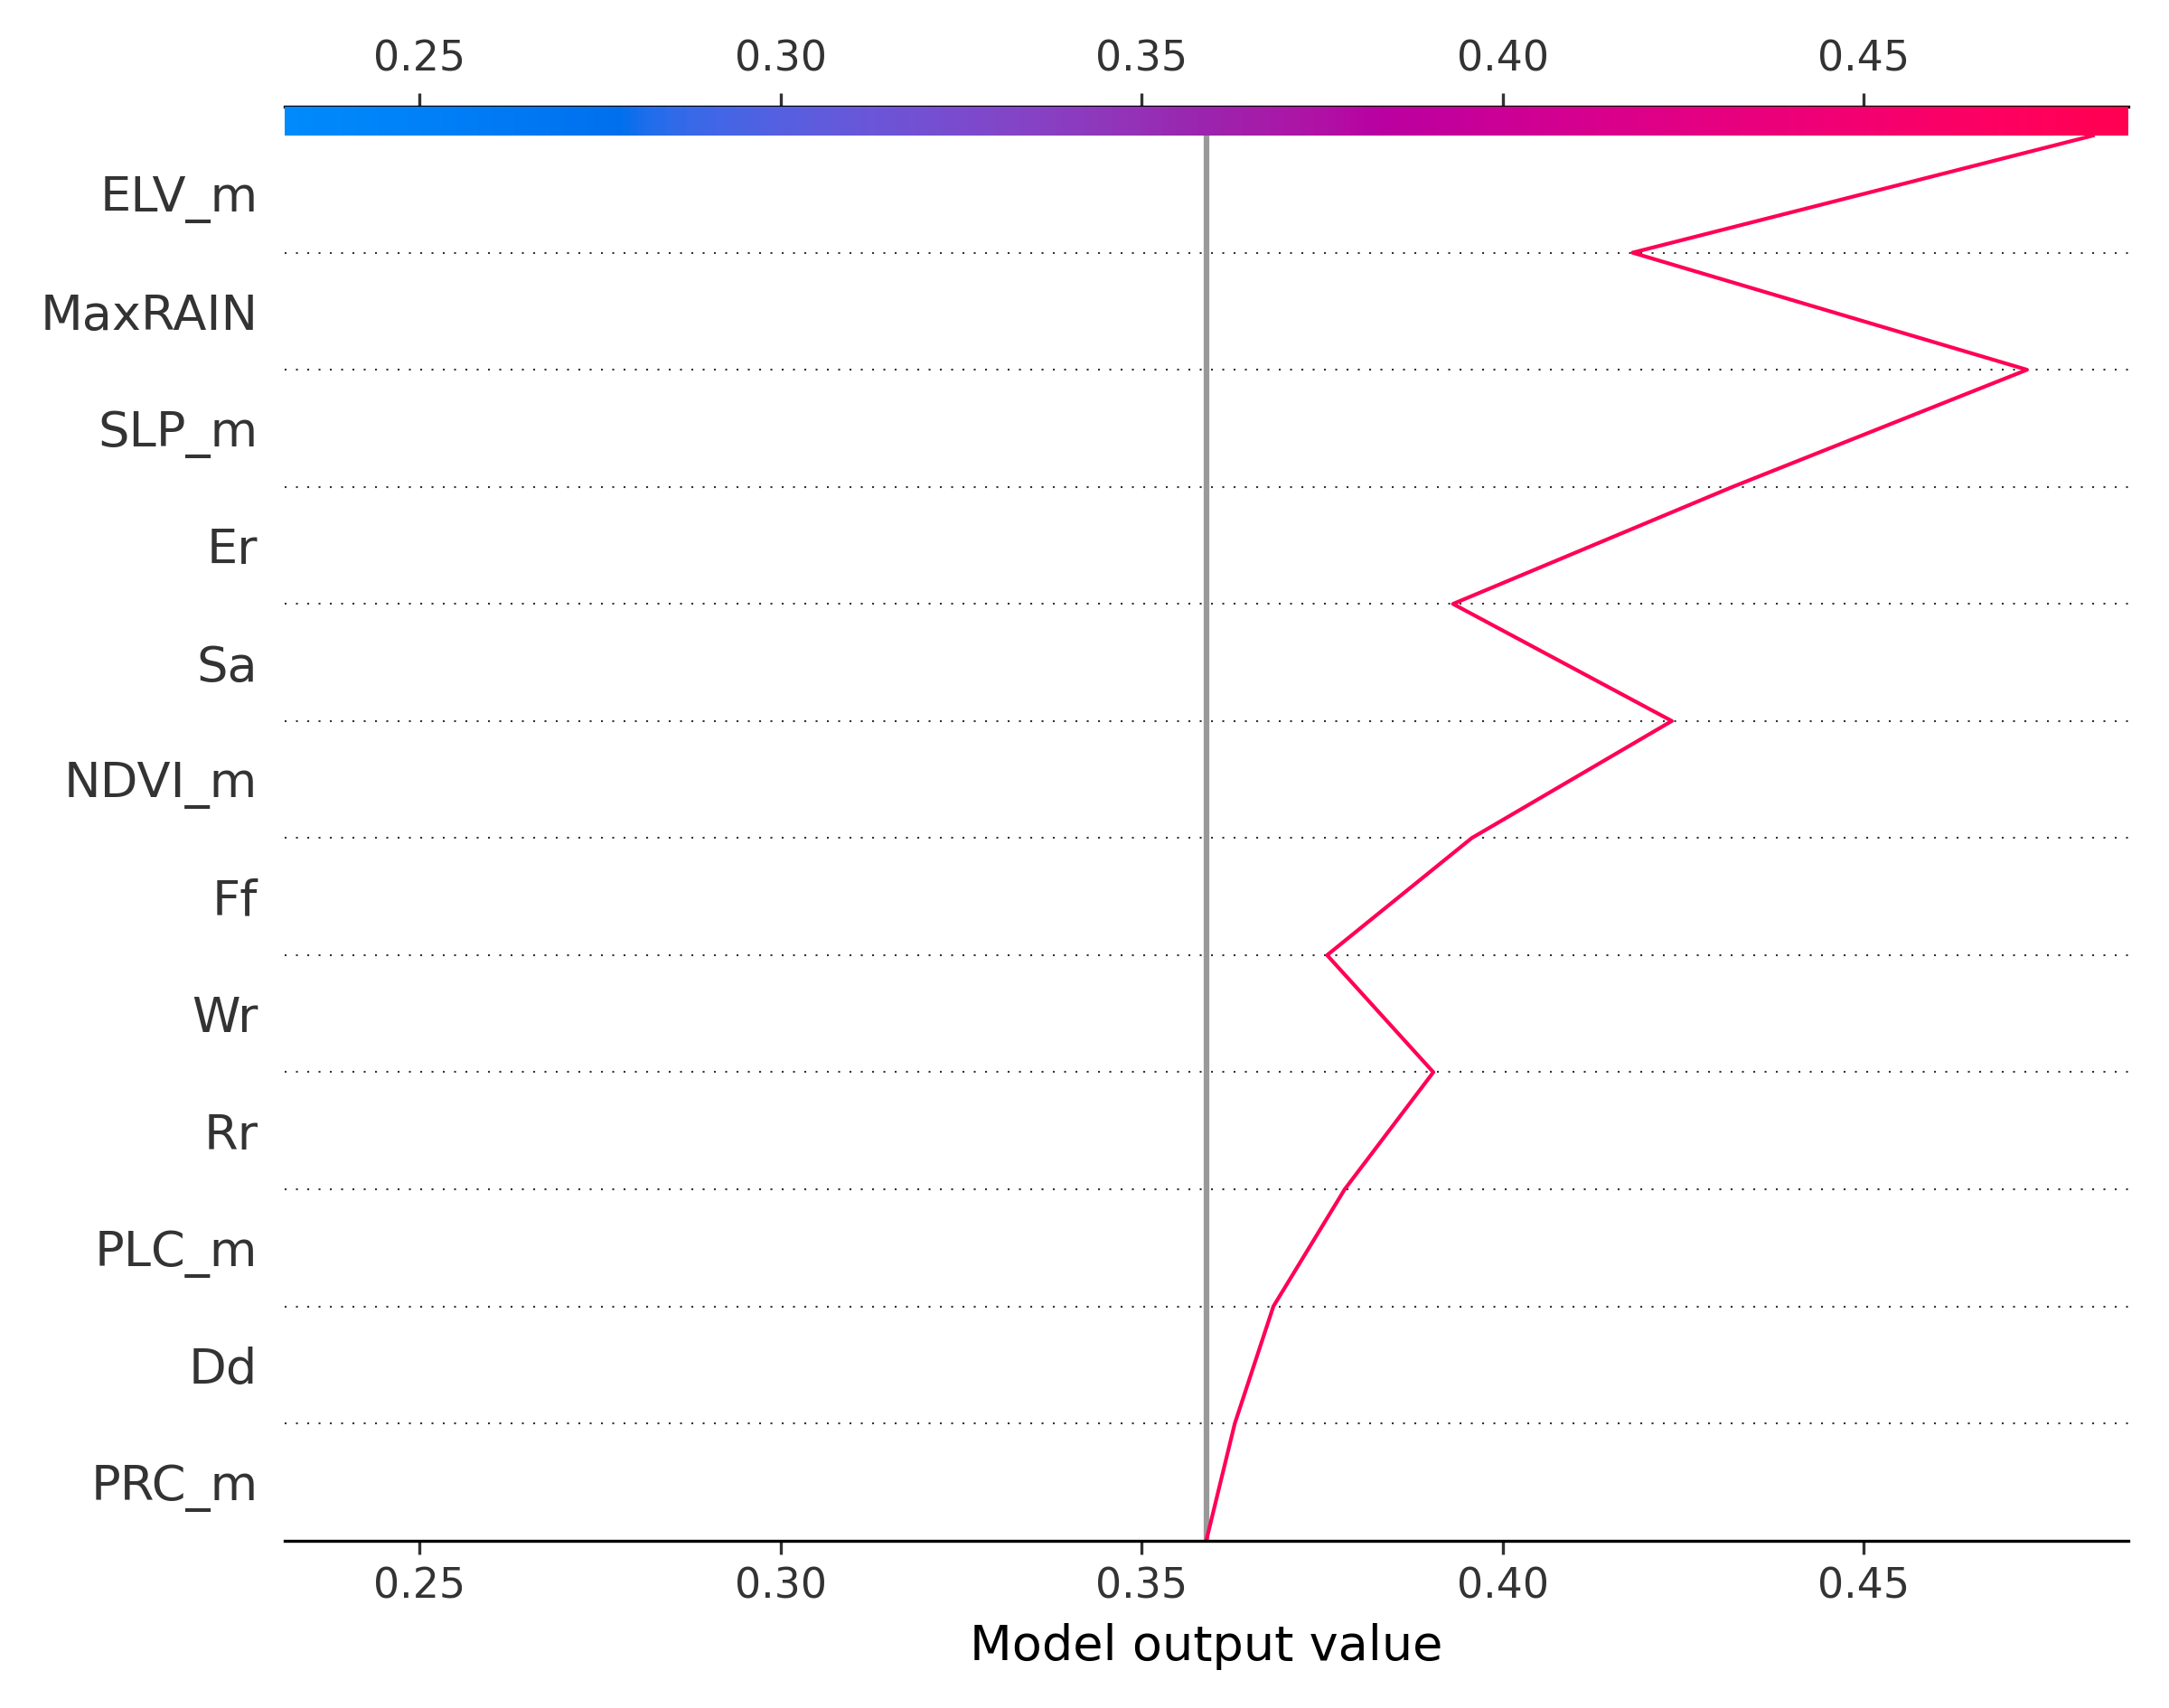 0.25 0.30 0.35 0.40 0.45
ELV_m
MaxRAIN
SLP_m
Er
Sa
NDVI_m
Ff
Wr
Rr
PLC_m
Dd
PRC_m
0.25 0.30 0.35 0.40 0.45
Model output value